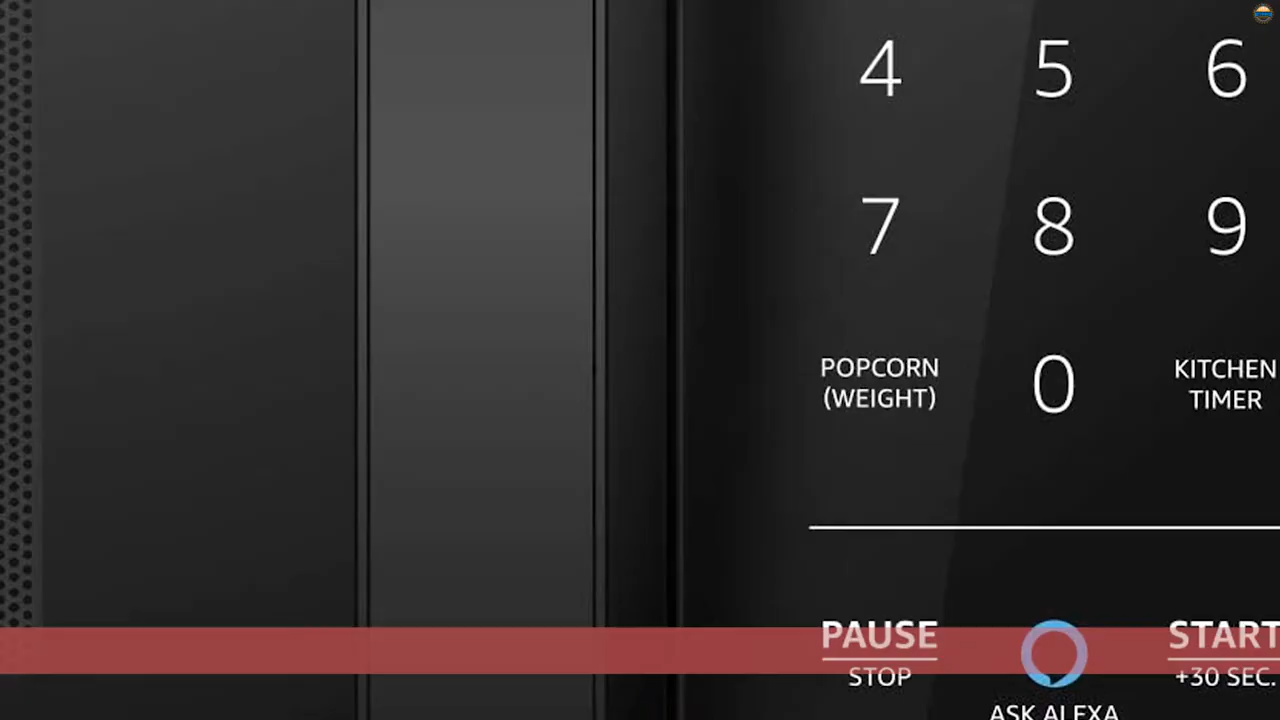 4 5 6
7 8 9
POPCORN
(WEIGHT)
0
KITCHEN
TIMER
PAUSE
STOP
START
+30 SEC.
ASK ALEXA